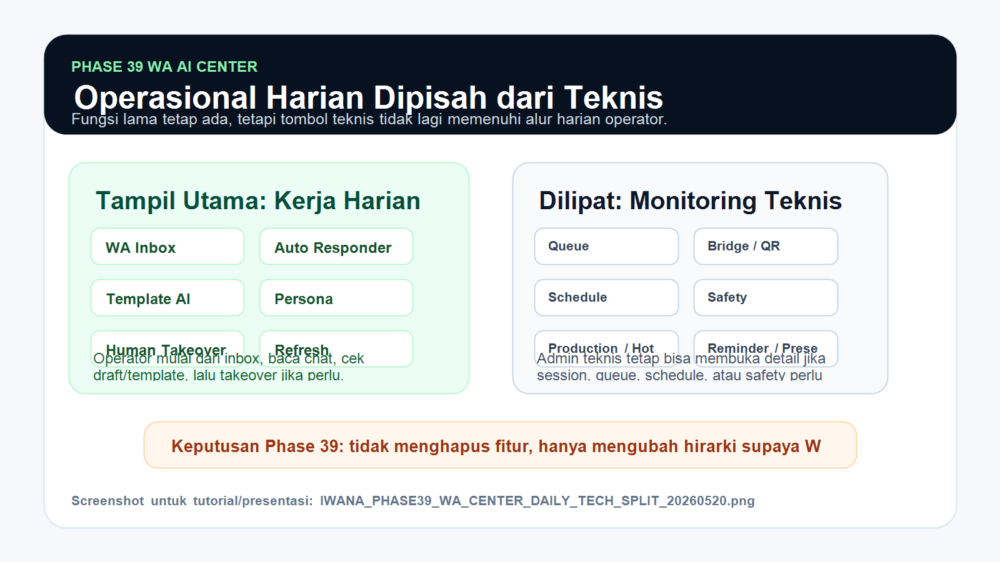 PHASE 39 WA AI CENTER
Operasional Harian Dipisah dari Teknis
Fungsi lama tetap ada, tetapi tombol teknis tidak lagi memenuhi alur harian operator.
Tampil Utama: Kerja Harian
WA Inbox
Auto Responder
Template AI
Persona
Human Takeover
Refresh
Operator mulai dari inbox, baca chat, cek
draft/template, lalu takeover jika perlu.
Dilipat: Monitoring Teknis
Queue
Bridge / QR
Schedule
Safety
Production / Hot
Reminder / Prese
Admin teknis tetap bisa membuka detail jika
session, queue, schedule, atau safety perlu
Keputusan Phase 39: tidak menghapus fitur, hanya mengubah hirarki supaya W
Screenshot untuk tutorial/presentasi: IWANA_PHASE39_WA_CENTER_DAILY_TECH_SPLIT_20260520.png